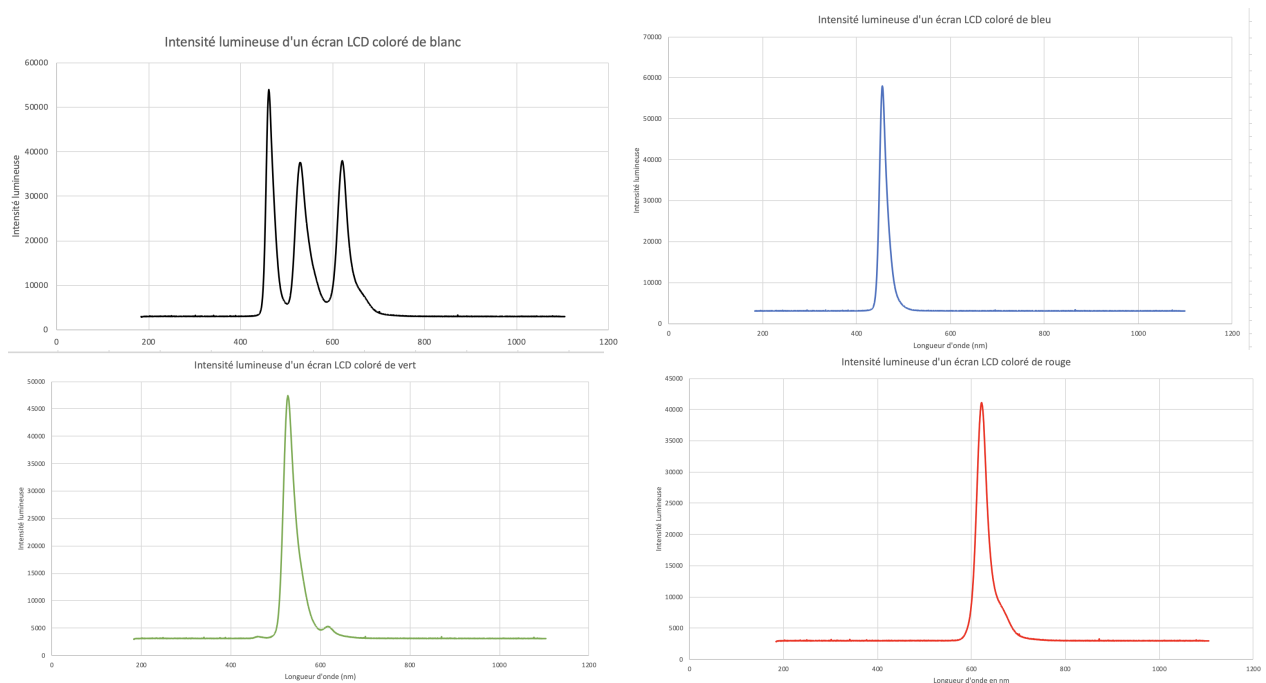 Intensité lumineuse d'un écran LCD coloré de blanc
60000
50000
40000
30000
20000
10000
0
Intensité lumineuse
0 200 400 600 800 1000 1200
Intensité lumineuse d'un écran LCD coloré de bleu
70000
60000
50000
40000
30000
20000
10000
0
Intensité lumineuse
0 200 400 600 800 1000 1200
Longueur d'onde (nm)
Intensité lumineuse d'un écran LCD coloré de vert
50000
45000
40000
35000
30000
25000
20000
15000
10000
5000
0
Intensité lumineuse
0 200 400 600 800 1000 1200
Longueur d'onde (nm)
Intensité lumineuse d'un écran LCD coloré de rouge
45000
40000
35000
30000
25000
20000
15000
10000
5000
0
Intensité Lumineuse
0 200 400 600 800 1000 1200
Longueur d'onde en nm